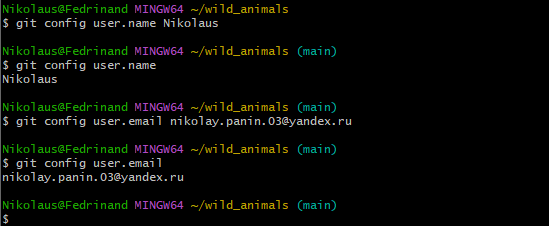 Nikolaus@Fedrinand MINGW64 ~/wild_animals
$ git config user.name Nikolaus
Nikolaus@Fedrinand MINGW64 ~/wild_animals (main)
$ git config user.name
Nikolaus
Nikolaus@Fedrinand MINGW64 ~/wild_animals (main)
$ git config user.email nikolay.panin.03@yandex.ru
Nikolaus@Fedrinand MINGW64 ~/wild_animals (main)
$ git config user.email
nikolay.panin.03@yandex.ru
Nikolaus@Fedrinand MINGW64 ~/wild_animals (main)
$